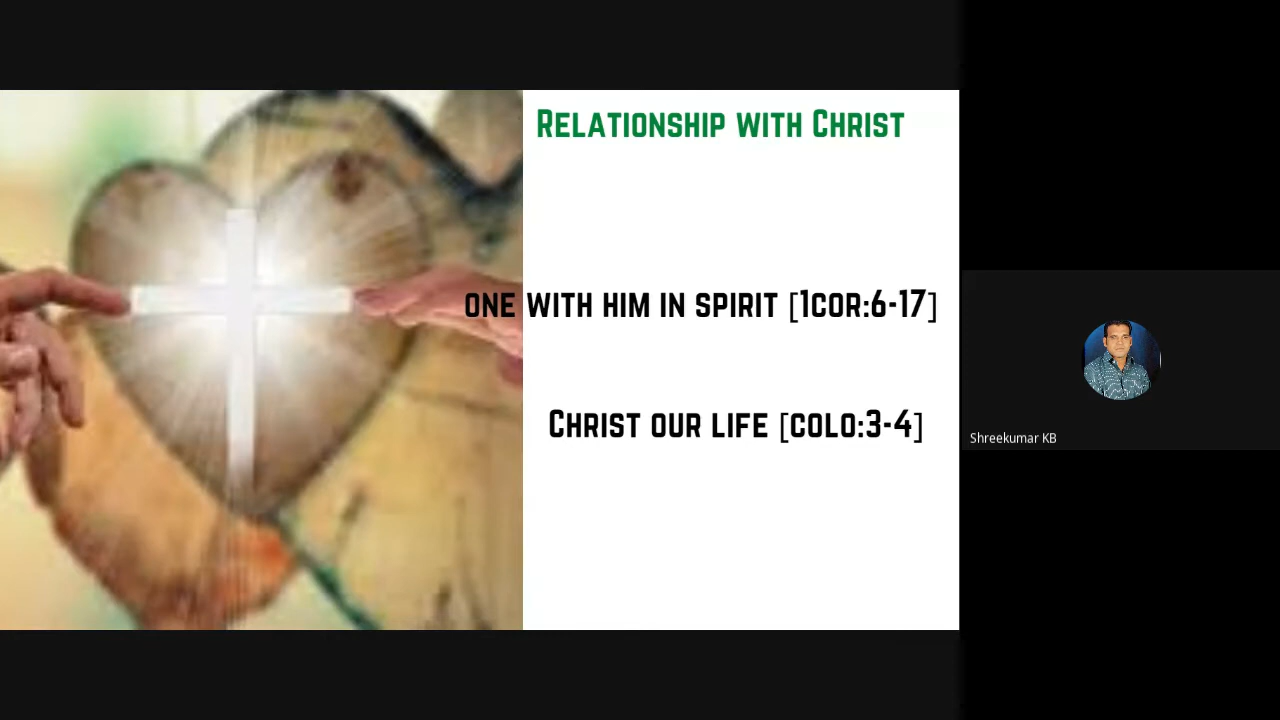 Relationship with Christ
one with him in spirit [1cor:6-17]
Christ our life [colo:3-4]
Shreekumar KB